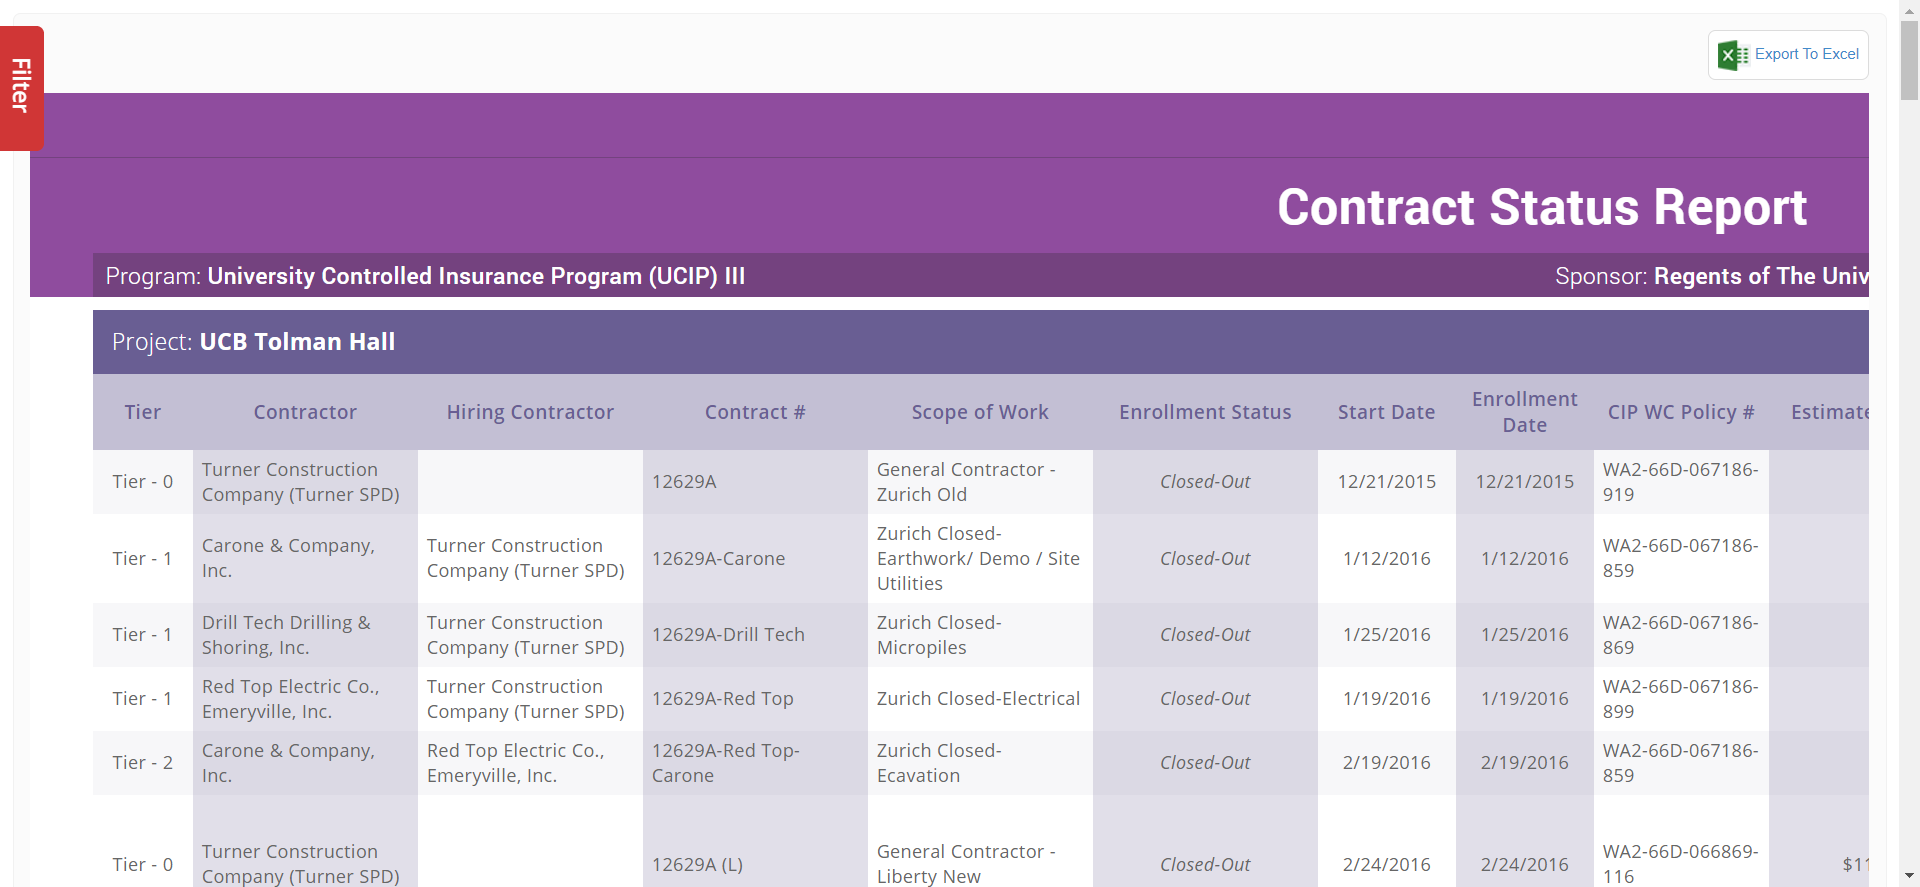 Filter
Export To Excel
Contract Status Report
Program: University Controlled Insurance Program (UCIP) III
Sponsor: Regents of The Univ
Project: UCB Tolman Hall
Tier Contractor Hiring Contractor Contract # Scope of Work Enrollment Status Start Date Enrollment Date CIP WC Policy # Estimate
Tier - 0 Turner Construction Company (Turner SPD) 12629A General Contractor - Zurich Old Closed-Out 12/21/2015 12/21/2015 WA2-66D-067186-919
Tier - 1 Carone & Company, Inc. Turner Construction Company (Turner SPD) 12629A-Carone Zurich Closed-Earthwork/ Demo / Site Utilities Closed-Out 1/12/2016 1/12/2016 WA2-66D-067186-859
Tier - 1 Drill Tech Drilling & Shoring, Inc. Turner Construction Company (Turner SPD) 12629A-Drill Tech Zurich Closed-Micropiles Closed-Out 1/25/2016 1/25/2016 WA2-66D-067186-869
Tier - 1 Red Top Electric Co., Emeryville, Inc. Turner Construction Company (Turner SPD) 12629A-Red Top Zurich Closed-Electrical Closed-Out 1/19/2016 1/19/2016 WA2-66D-067186-899
Tier - 2 Carone & Company, Inc. Red Top Electric Co., Emeryville, Inc. 12629A-Red Top-Carone Zurich Closed-Ecavation Closed-Out 2/19/2016 2/19/2016 WA2-66D-067186-859
Tier - 0 Turner Construction Company (Turner SPD) 12629A (L) General Contractor - Liberty New Closed-Out 2/24/2016 2/24/2016 WA2-66D-066869-116 $11